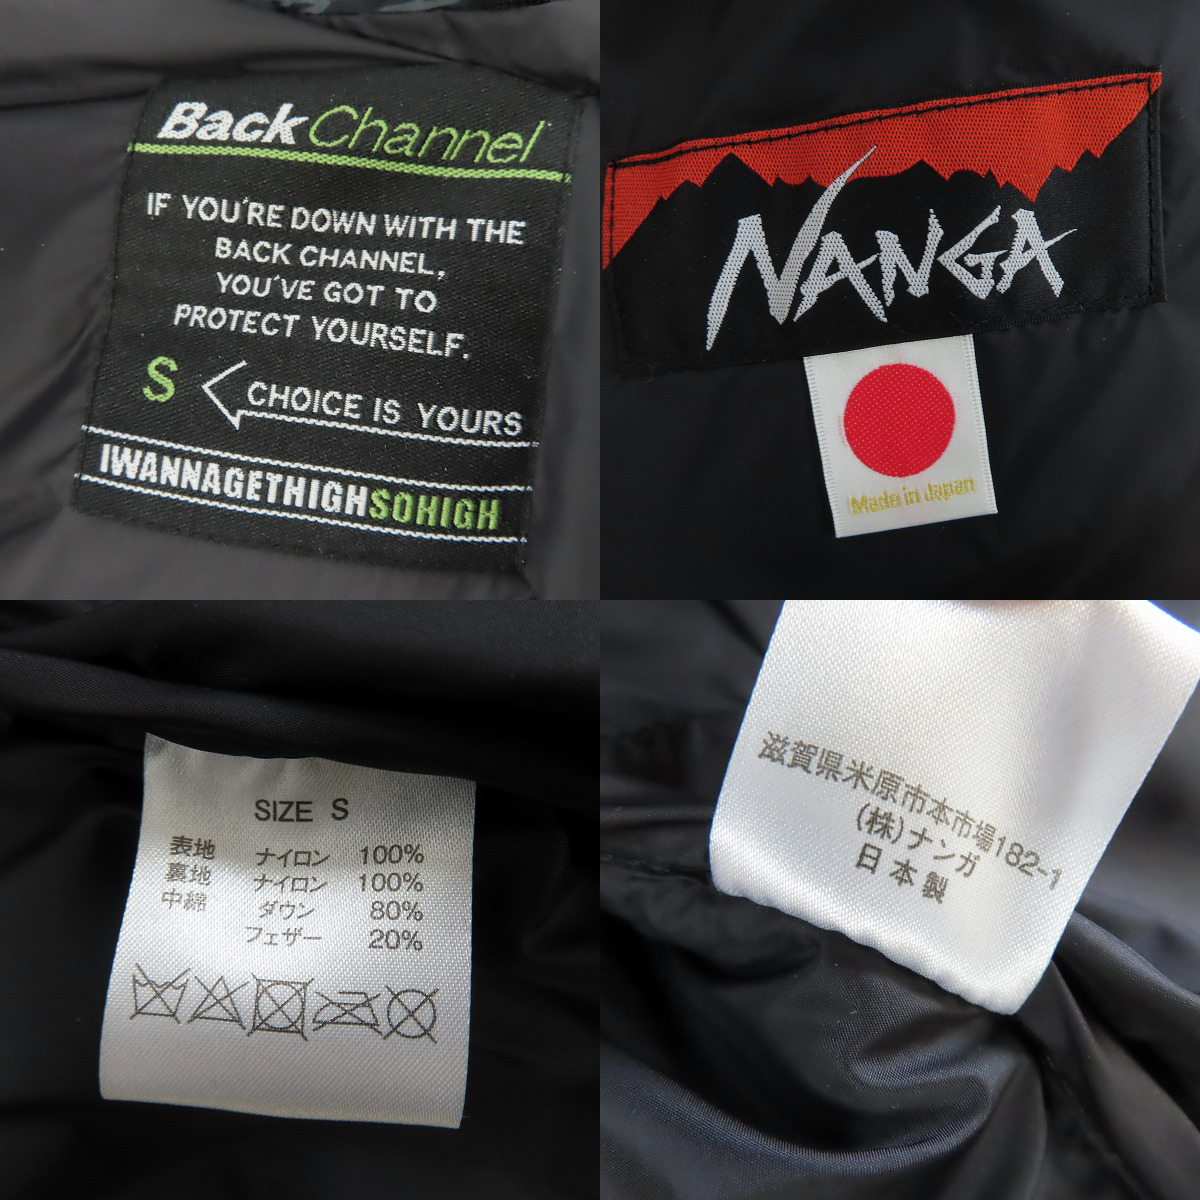 Back Channel
IF YOU'RE DOWN WITH THE
BACK CHANNEL,
YOU'VE GOT TO
PROTECT YOURSELF.
S
CHOICE IS YOURS
IWANNAGETHIGHSOHIGH
NANGA
Made in Japan
SIZE S
表地 ナイロン 100%
裏地 ナイロン 100%
中綿 ダウン 80%
フェザー 20%
滋賀県米原市本市場182-1
(株)ナンガ
日本製